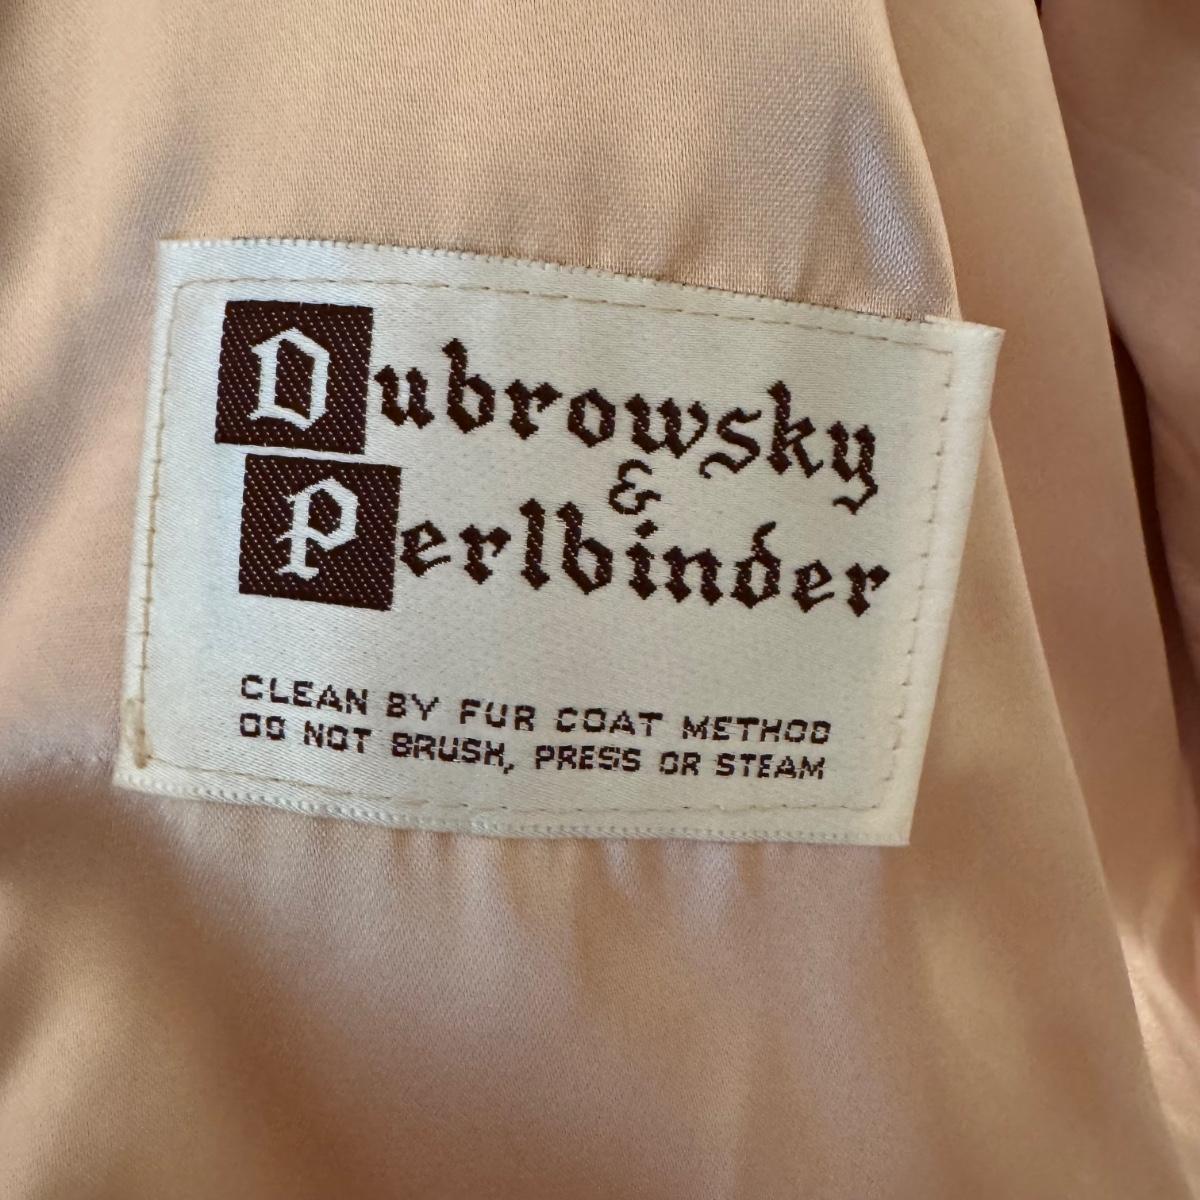 Dubrowsky
&
Perlbinder
CLEAN BY FUR COAT METHOD
DO NOT BRUSH, PRESS OR STEAM